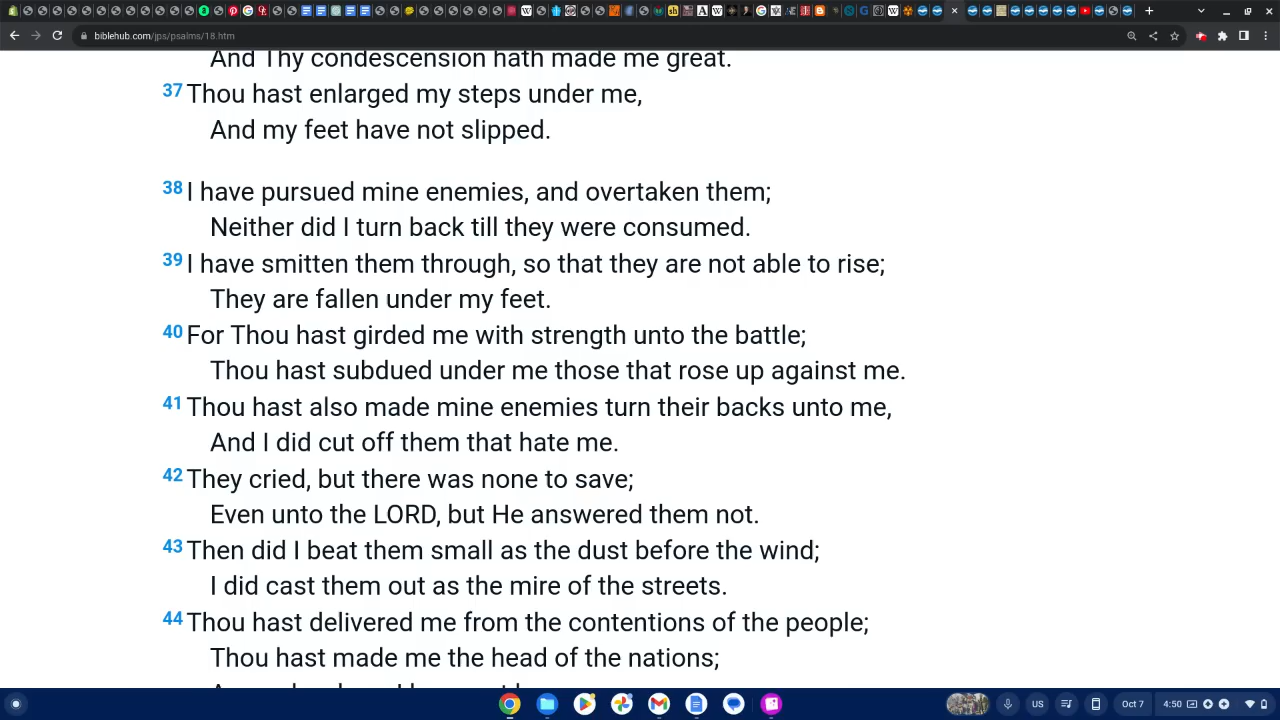 biblehub.com/jps/psalms/18.htm
And Thy condescension hath made me great.
37 Thou hast enlarged my steps under me,
And my feet have not slipped.
38 I have pursued mine enemies, and overtaken them;
Neither did I turn back till they were consumed.
39 I have smitten them through, so that they are not able to rise;
They are fallen under my feet.
40 For Thou hast girded me with strength unto the battle;
Thou hast subdued under me those that rose up against me.
41 Thou hast also made mine enemies turn their backs unto me,
And I did cut off them that hate me.
42 They cried, but there was none to save;
Even unto the LORD, but He answered them not.
43 Then did I beat them small as the dust before the wind;
I did cast them out as the mire of the streets.
44 Thou hast delivered me from the contentions of the people;
Thou hast made me the head of the nations;
US Oct 7 4:50